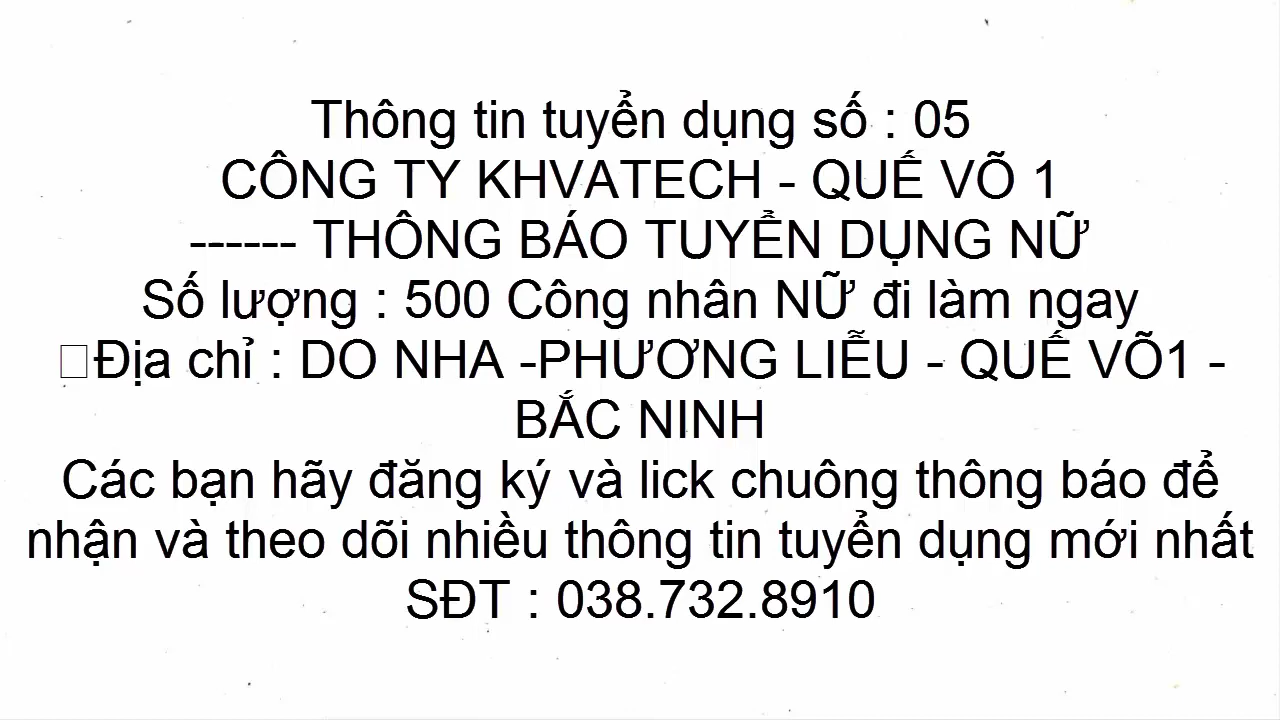 Thông tin tuyển dụng số : 05
CÔNG TY KHVATECH - QUẾ VÕ 1
------ THÔNG BÁO TUYỂN DỤNG NỮ
Số lượng : 500 Công nhân NỮ đi làm ngay
□Địa chỉ : DO NHA -PHƯƠNG LIỄU - QUẾ VÕ1 -
BẮC NINH
Các bạn hãy đăng ký và lick chuông thông báo để
nhận và theo dõi nhiều thông tin tuyển dụng mới nhất
SĐT : 038.732.8910